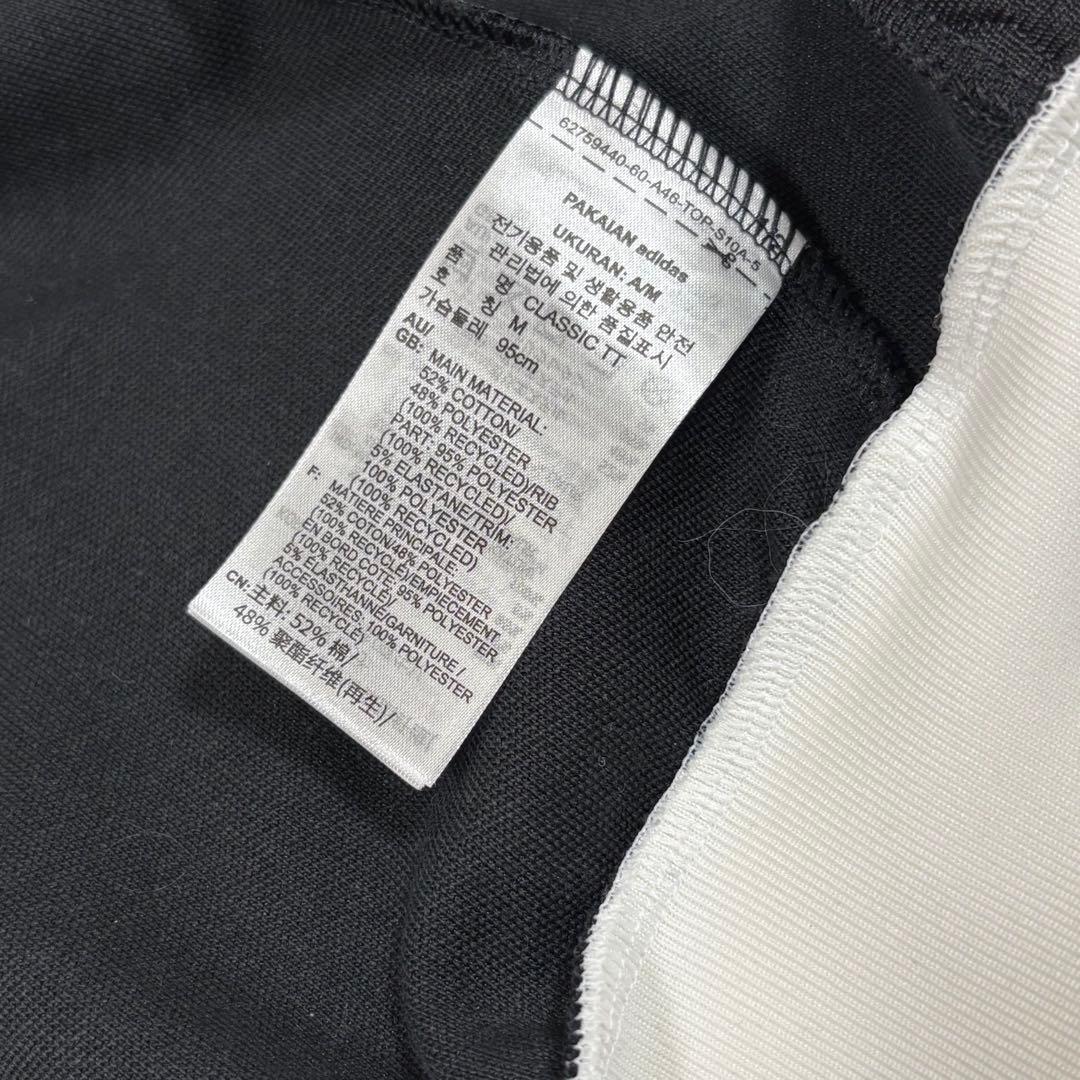 62759440-60-A46-TOP-S10A-5
PAKAIAN adidas
UKURAN: A/M
전기용품 및 생활용품 안전
관리법에 의한 품질표시
품 명 CLASSIC TT
호 칭 M
가슴둘레 95cm
AU/
GB: MAIN MATERIAL:
52% COTTON/
48% POLYESTER
(100% RECYCLED)/RIB
PART: 95% POLYESTER
(100% RECYCLED),
5% ELASTANE/TRIM:
100% POLYESTER
(100% RECYCLED)
F: MATIERE PRINCIPALE:
52% COTON/48% POLYESTER
(100% RECYCLÉ)/EMPIECEMENT
EN BORD COTE: 95% POLYESTER
(100% RECYCLÉ)
5% ÉLASTHANNE/GARNITURE /
ACCESSOIRES: 100% POLYESTER
(100% RECYCLÉ)
CN: 主料: 52% 棉/
48% 聚酯纤维(再生)/